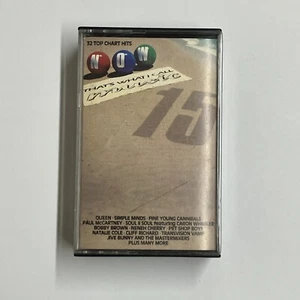 32 TOP CHART HITS
NOW
THAT'S WHAT I CALL
MUSIC
15
QUEEN · SIMPLE MINDS · FINE YOUNG CANNIBALS
PAUL McCARTNEY · SOUL II SOUL featuring CARON WHEELER
BOBBY BROWN · NENEH CHERRY · PET SHOP BOYS
NATALIE COLE · CLIFF RICHARD · TRANSVISION VAMP
JIVE BUNNY AND THE MASTERMIXERS
PLUS MANY MORE